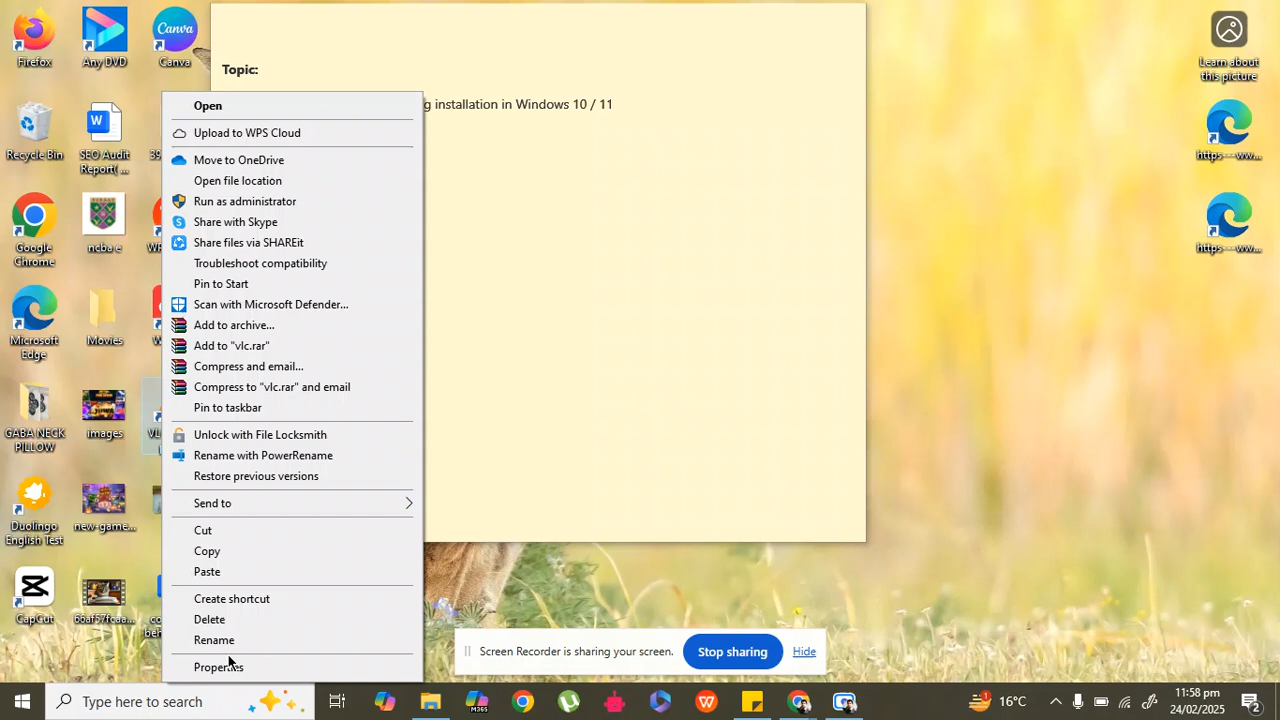 Firefox
Any DVD
Canva
Canva
Recycle Bin
SEO Audit
Report( ...
Google
Chrome
ncba e
Microsoft
Edge
Movies
GABA NECK
PILLOW
images
Duolingo
English Test
new-game...
CapCut
Topic:
g installation in Windows 10 / 11
Open
Upload to WPS Cloud
Move to OneDrive
Open file location
Run as administrator
Share with Skype
Share files via SHAREit
Troubleshoot compatibility
Pin to Start
Scan with Microsoft Defender...
Add to archive...
Add to "vlc.rar"
Compress and email...
Compress to "vlc.rar" and email
Pin to taskbar
Unlock with File Locksmith
Rename with PowerRename
Restore previous versions
Send to
Cut
Copy
Paste
Create shortcut
Delete
Rename
Properties
Learn about
this picture
https---ww...
https---ww...
Screen Recorder is sharing your screen.
Stop sharing
Hide
Type here to search
M365
1
16°C
11:58 pm
24/02/2025
2